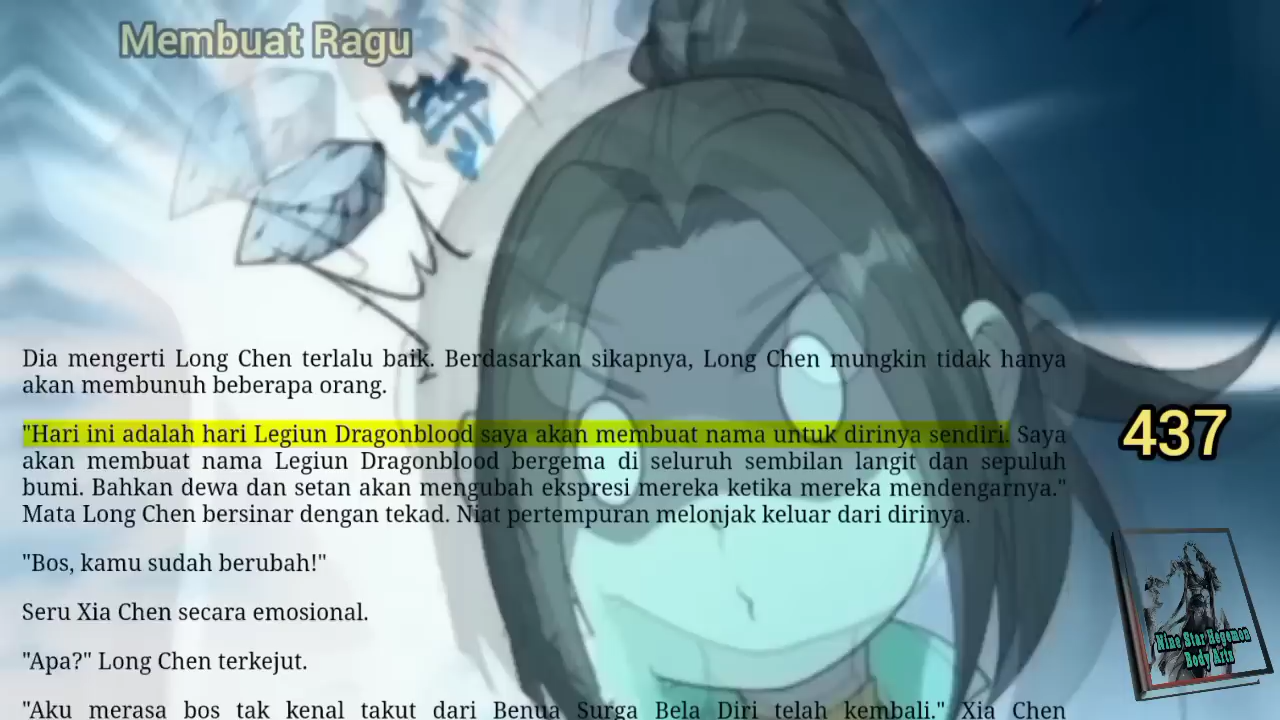 Membuat Ragu
Dia mengerti Long Chen terlalu baik. Berdasarkan sikapnya, Long Chen mungkin tidak hanya
akan membunuh beberapa orang.
"Hari ini adalah hari Legiun Dragonblood saya akan membuat nama untuk dirinya sendiri. Saya
akan membuat nama Legiun Dragonblood bergema di seluruh sembilan langit dan sepuluh
bumi. Bahkan dewa dan setan akan mengubah ekspresi mereka ketika mereka mendengarnya."
Mata Long Chen bersinar dengan tekad. Niat pertempuran melonjak keluar dari dirinya.
"Bos, kamu sudah berubah!"
Seru Xia Chen secara emosional.
"Apa?" Long Chen terkejut.
"Aku merasa bos tak kenal takut dari Benua Surga Bela Diri telah kembali." Xia Chen
437
Nine Star Hegemon
Body Arts